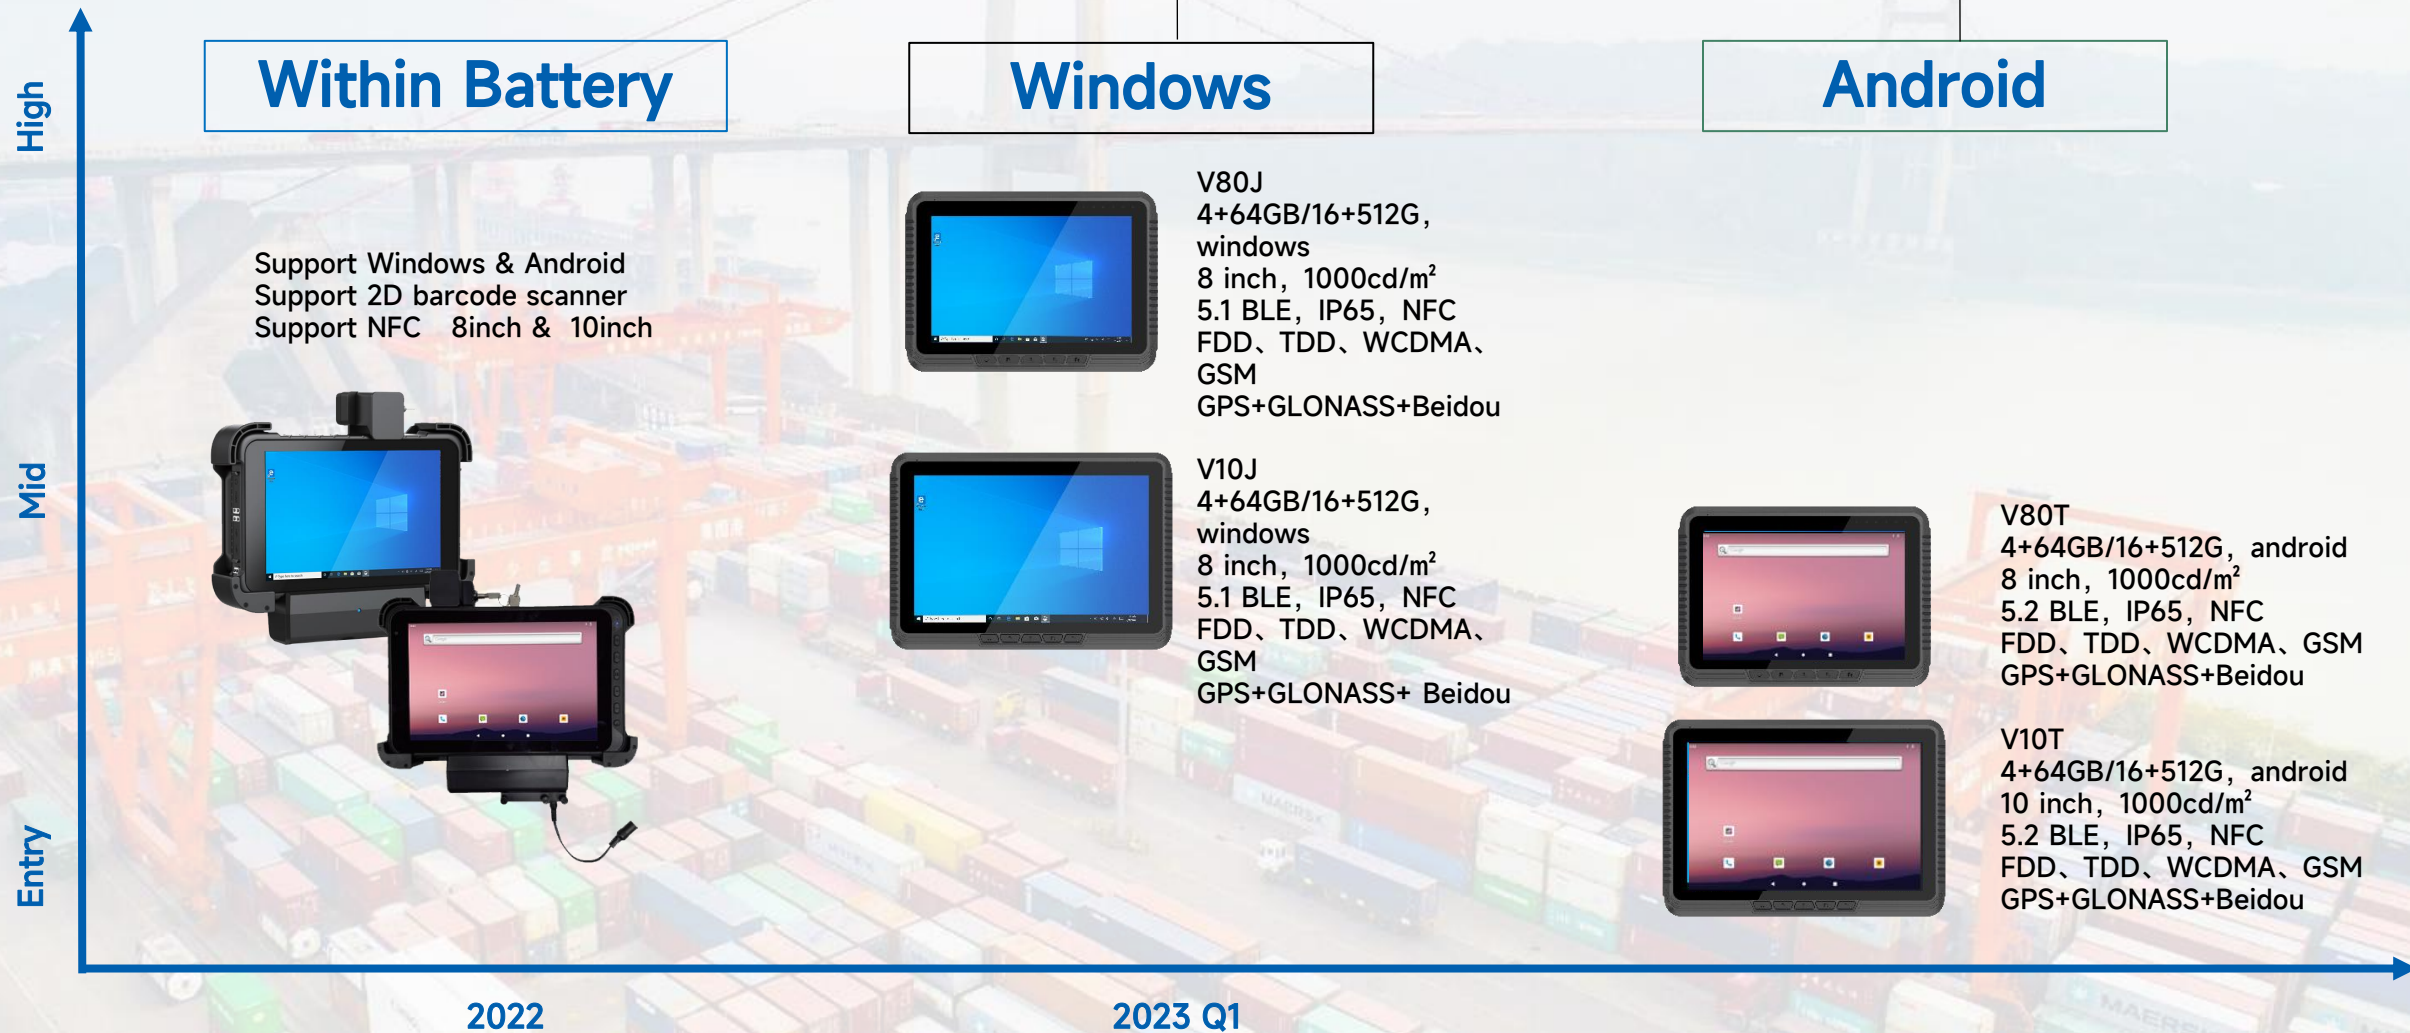 High
Mid
Entry
Within Battery
Support Windows & Android
Support 2D barcode scanner
Support NFC 8inch & 10inch
Windows
V80J
4+64GB/16+512G，
windows
8 inch，1000cd/m²
5.1 BLE，IP65，NFC
FDD、TDD、WCDMA、
GSM
GPS+GLONASS+Beidou
V10J
4+64GB/16+512G，
windows
8 inch，1000cd/m²
5.1 BLE，IP65，NFC
FDD、TDD、WCDMA、
GSM
GPS+GLONASS+ Beidou
Android
V80T
4+64GB/16+512G，android
8 inch，1000cd/m²
5.2 BLE，IP65，NFC
FDD、TDD、WCDMA、GSM
GPS+GLONASS+Beidou
V10T
4+64GB/16+512G，android
10 inch，1000cd/m²
5.2 BLE，IP65，NFC
FDD、TDD、WCDMA、GSM
GPS+GLONASS+Beidou
2022
2023 Q1
MAERSK
MAERSK